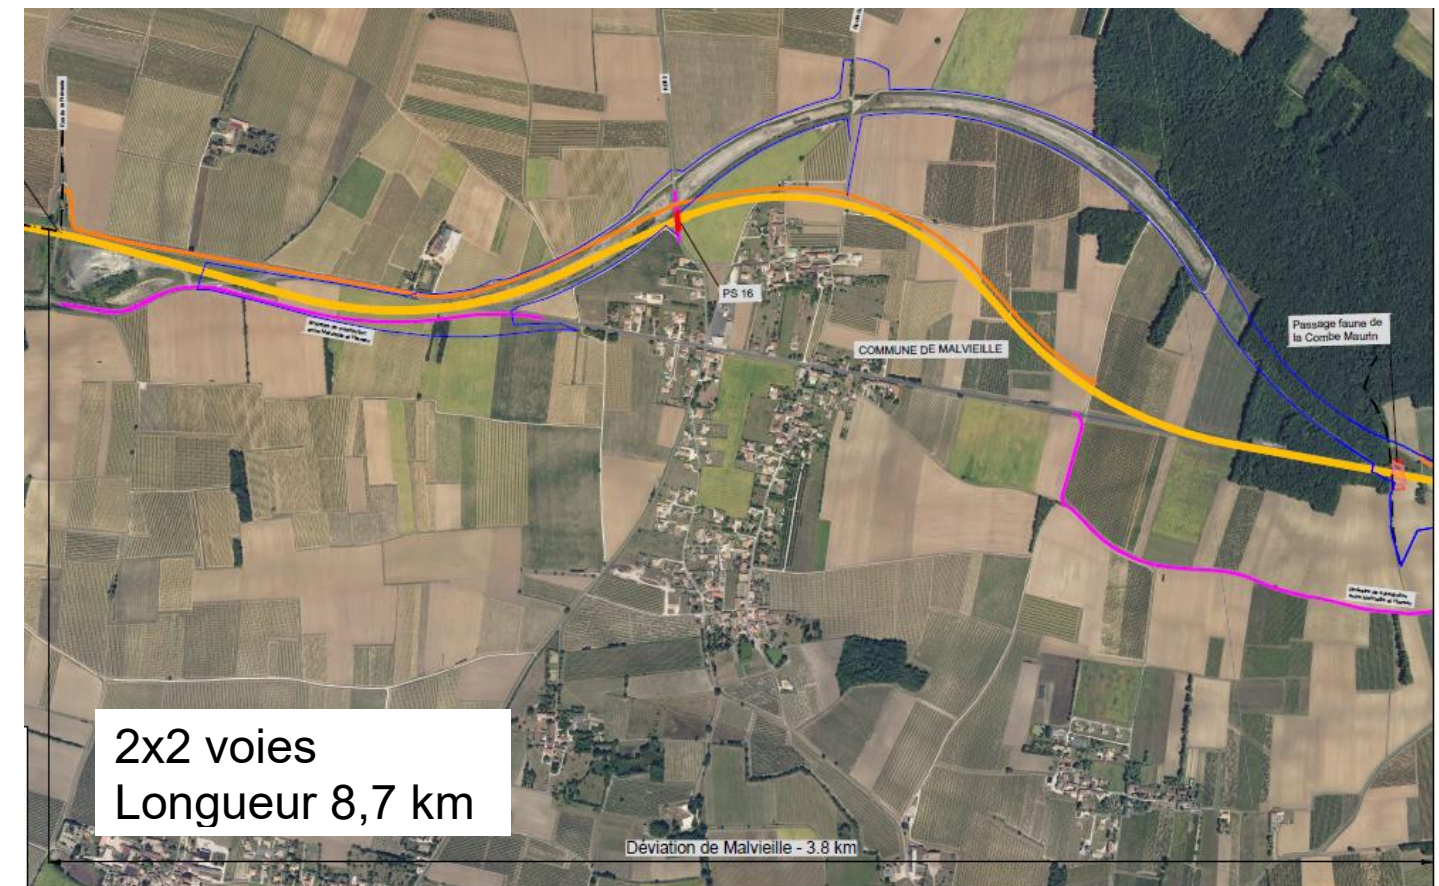 PS 16
Passage faune de
la Combe Maurin
COMMUNE DE MALVIEILLE
2x2 voies
Longueur 8,7 km
Déviation de Malvieille - 3.8 km